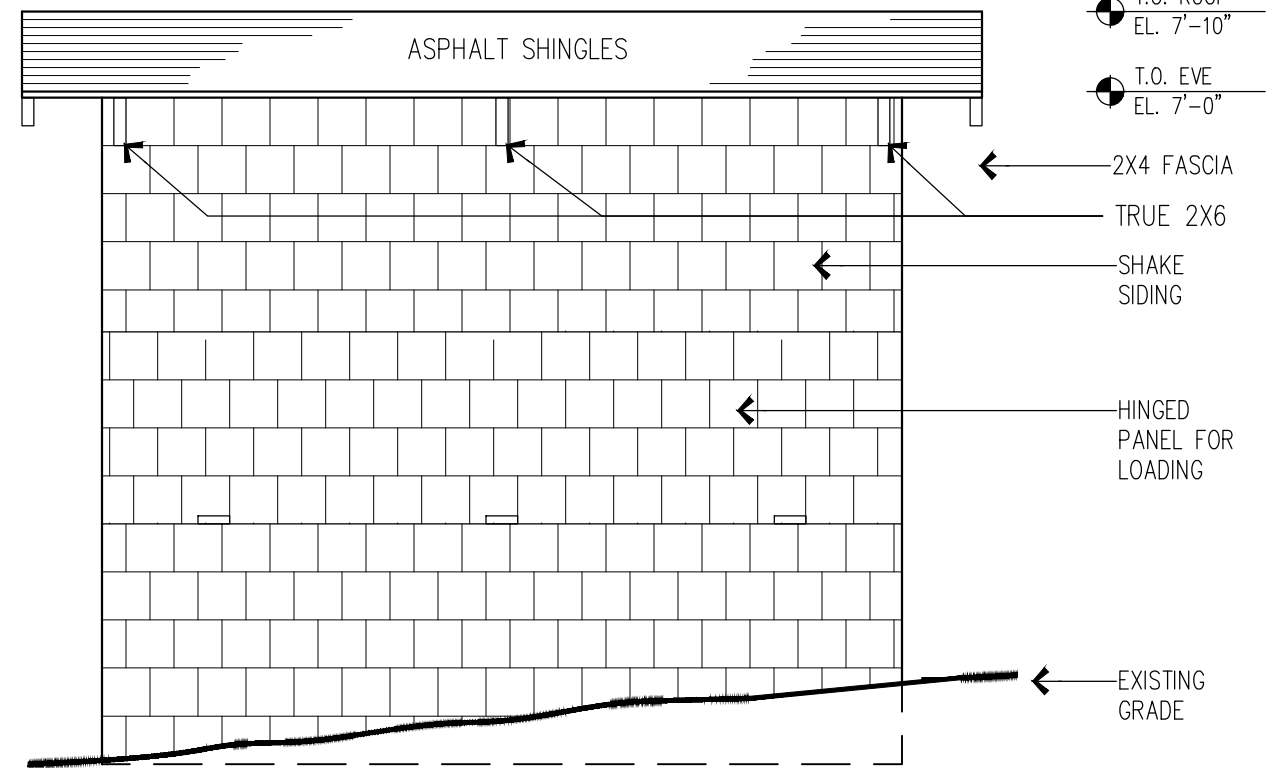 ASPHALT SHINGLES
T.O. ROOF
EL. 7'-10"
T.O. EVE
EL. 7'-0"
2X4 FASCIA
TRUE 2X6
SHAKE
SIDING
HINGED
PANEL FOR
LOADING
EXISTING
GRADE